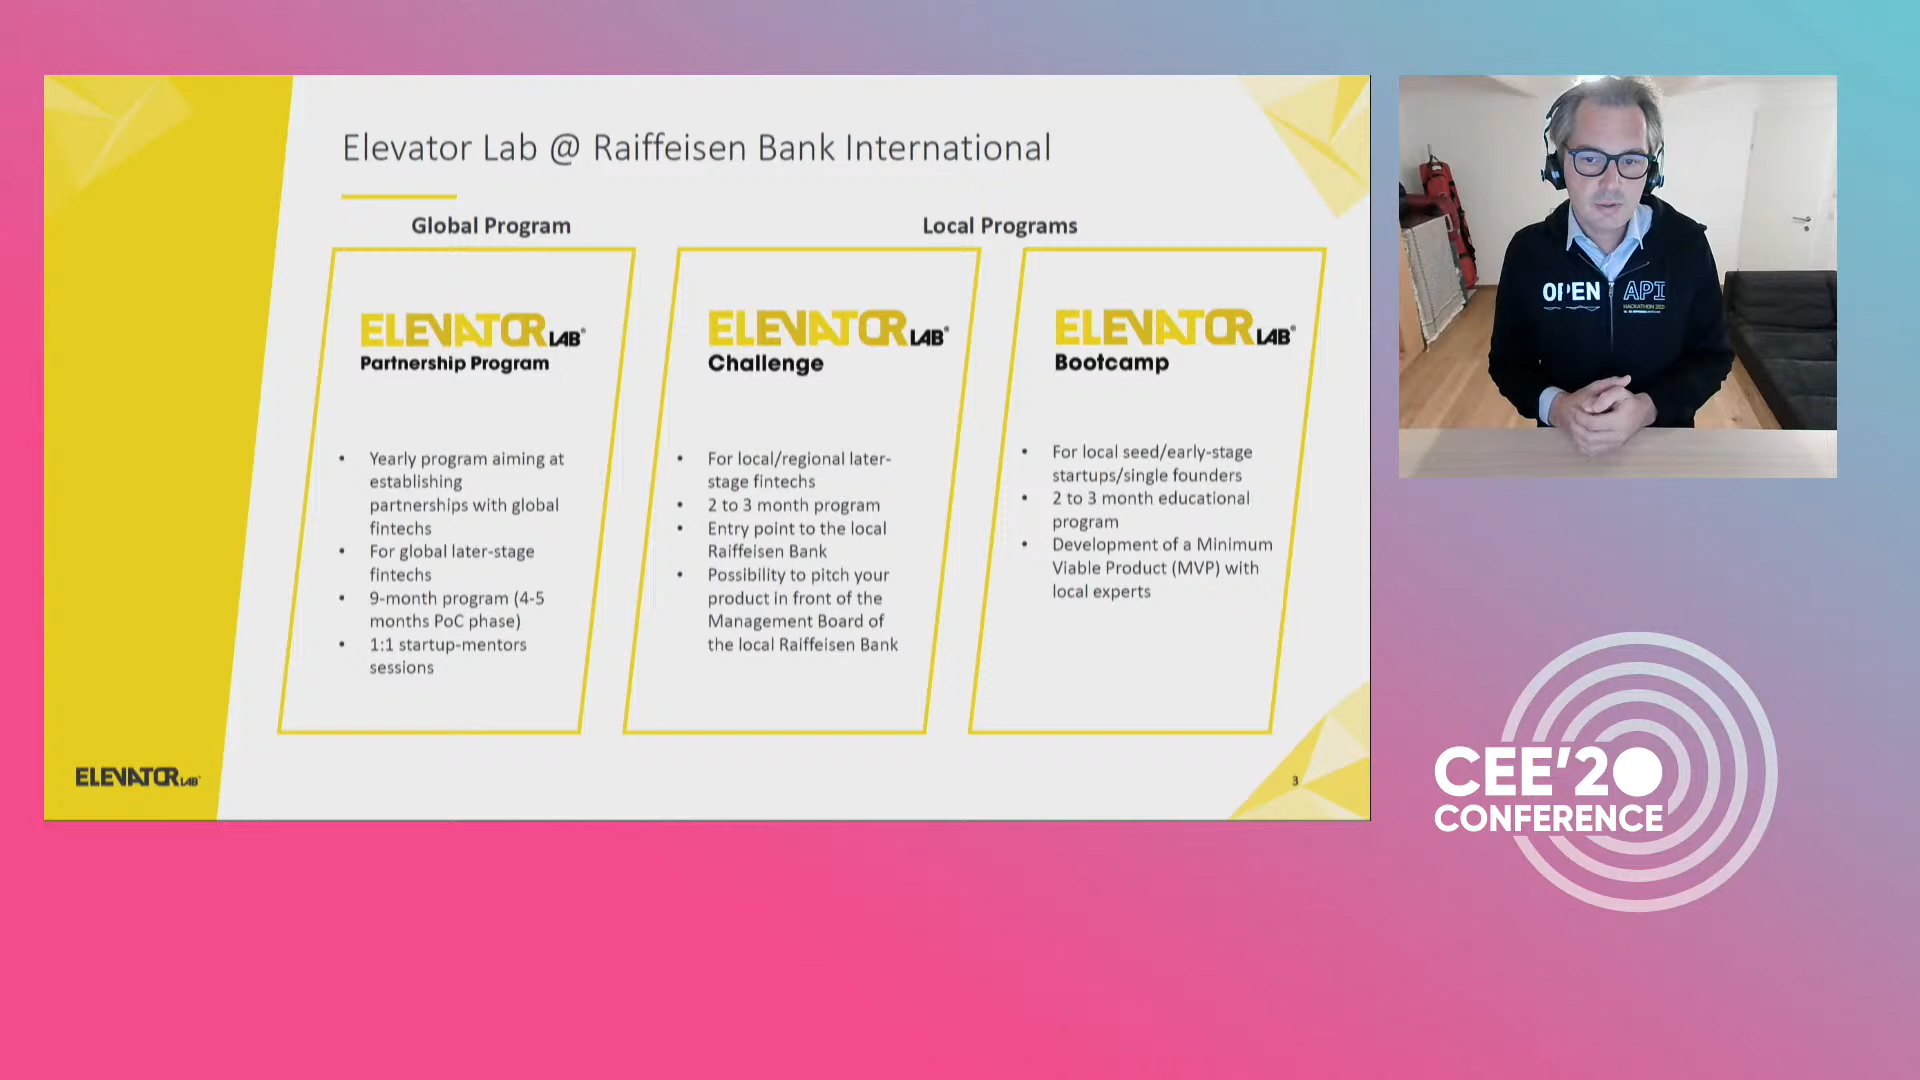 Elevator Lab @ Raiffeisen Bank International
Global Program
Local Programs
ELEVATOR LAB®
Partnership Program
• Yearly program aiming at
establishing
partnerships with global
fintechs
• For global later-stage
fintechs
• 9-month program (4-5
months PoC phase)
• 1:1 startup-mentors
sessions
ELEVATOR LAB®
Challenge
• For local/regional later-
stage fintechs
• 2 to 3 month program
• Entry point to the local
Raiffeisen Bank
• Possibility to pitch your
product in front of the
Management Board of
the local Raiffeisen Bank
ELEVATOR LAB®
Bootcamp
• For local seed/early-stage
startups/single founders
• 2 to 3 month educational
program
• Development of a Minimum
Viable Product (MVP) with
local experts
ELEVATOR LAB
3
OPEN API
CEE'20
CONFERENCE